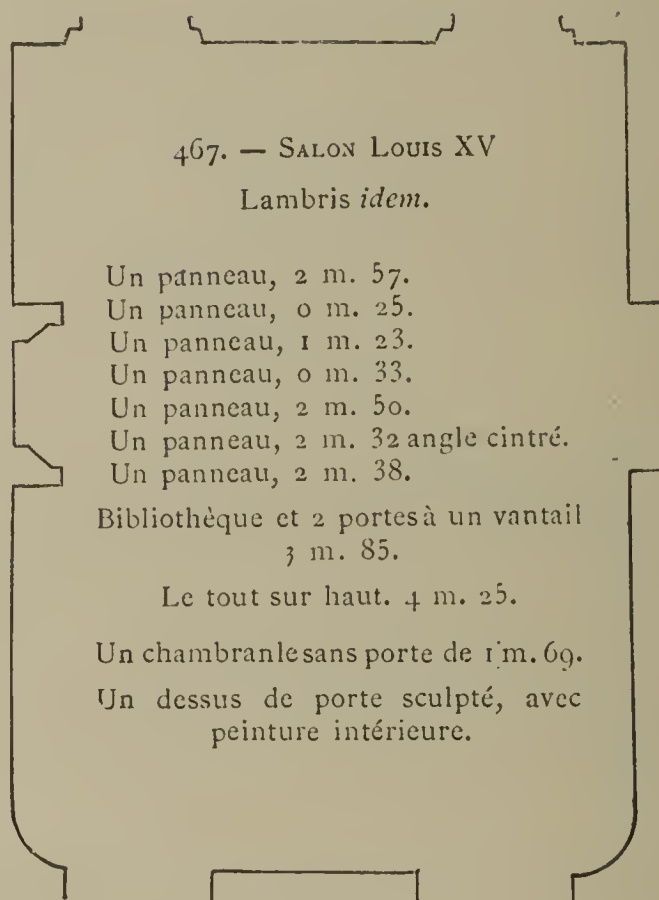 467. — SALON LOUIS XV
Lambris idem.
Un panneau, 2 m. 57.
Un panneau, 0 m. 25.
Un panneau, 1 m. 23.
Un panneau, 0 m. 33.
Un panneau, 2 m. 50.
Un panneau, 2 m. 32 angle cintré.
Un panneau, 2 m. 38.
Bibliothèque et 2 portes à un vantail
3 m. 85.
Le tout sur haut. 4 m. 25.
Un chambranle sans porte de 1 m. 69.
Un dessus de porte sculpté, avec
peinture intérieure.